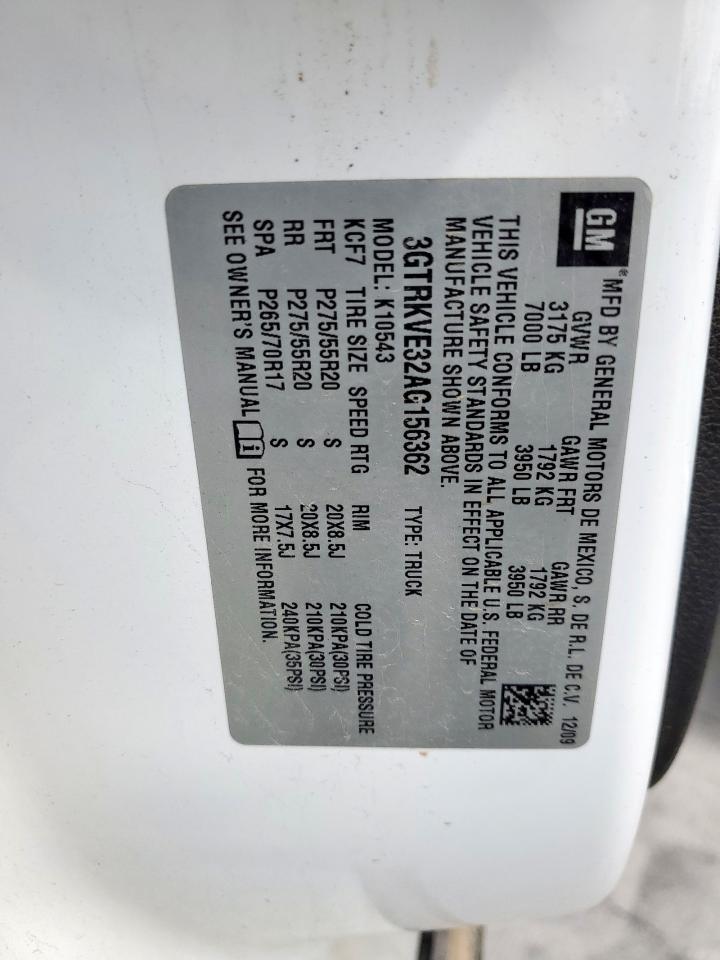 GM ® MFD BY GENERAL MOTORS DE MEXICO, S. DE R.L. DE C.V. 12/09
GVWR GAWR FRT GAWR RR
3175 KG 1792 KG 1792 KG
7000 LB 3950 LB 3950 LB
THIS VEHICLE CONFORMS TO ALL APPLICABLE U.S. FEDERAL MOTOR
VEHICLE SAFETY STANDARDS IN EFFECT ON THE DATE OF
MANUFACTURE SHOWN ABOVE.
3GTRKVE32AG156362 TYPE: TRUCK
MODEL: K10543
KCF7 TIRE SIZE SPEED RTG RIM COLD TIRE PRESSURE
FRT P275/55R20 S 20X8.5J 210KPA(30PSI)
RR P275/55R20 S 20X8.5J 210KPA(30PSI)
SPA P265/70R17 S 17X7.5J 240KPA(35PSI)
SEE OWNER'S MANUAL FOR MORE INFORMATION.